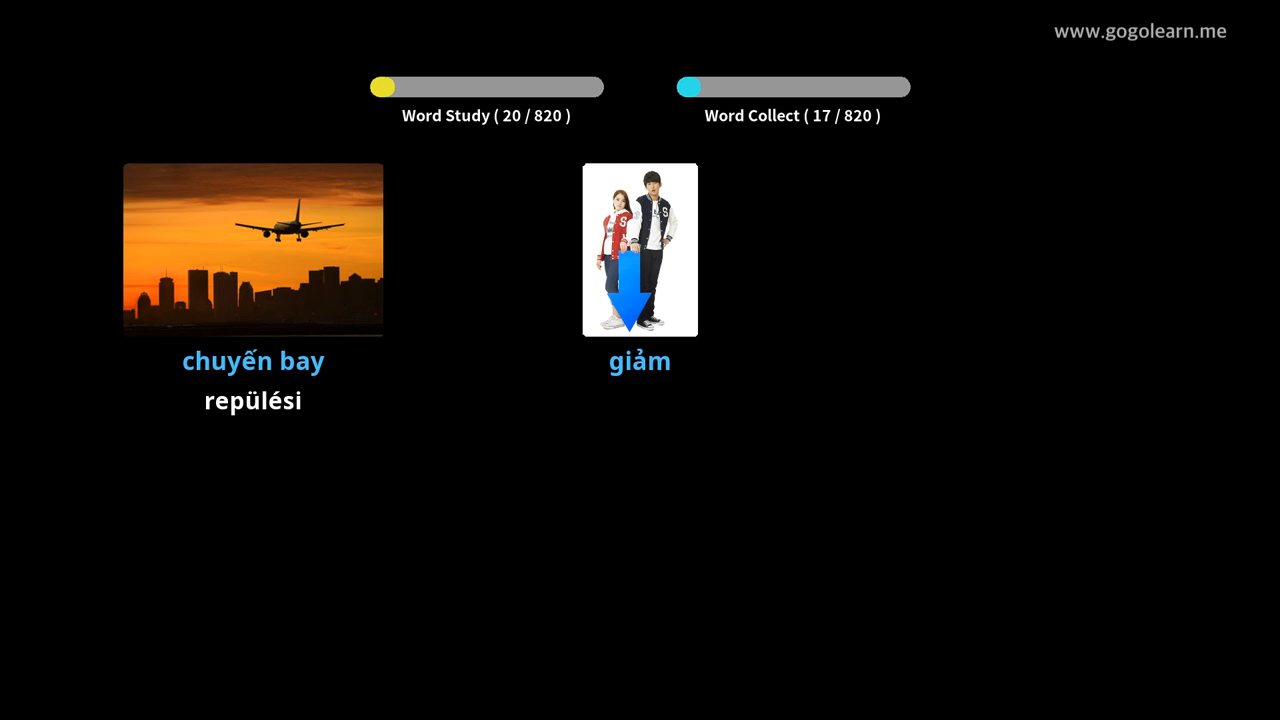 www.gogolearn.me
Word Study ( 20 / 820 )
Word Collect ( 17 / 820 )
S
S
chuyến bay
repülési
giảm